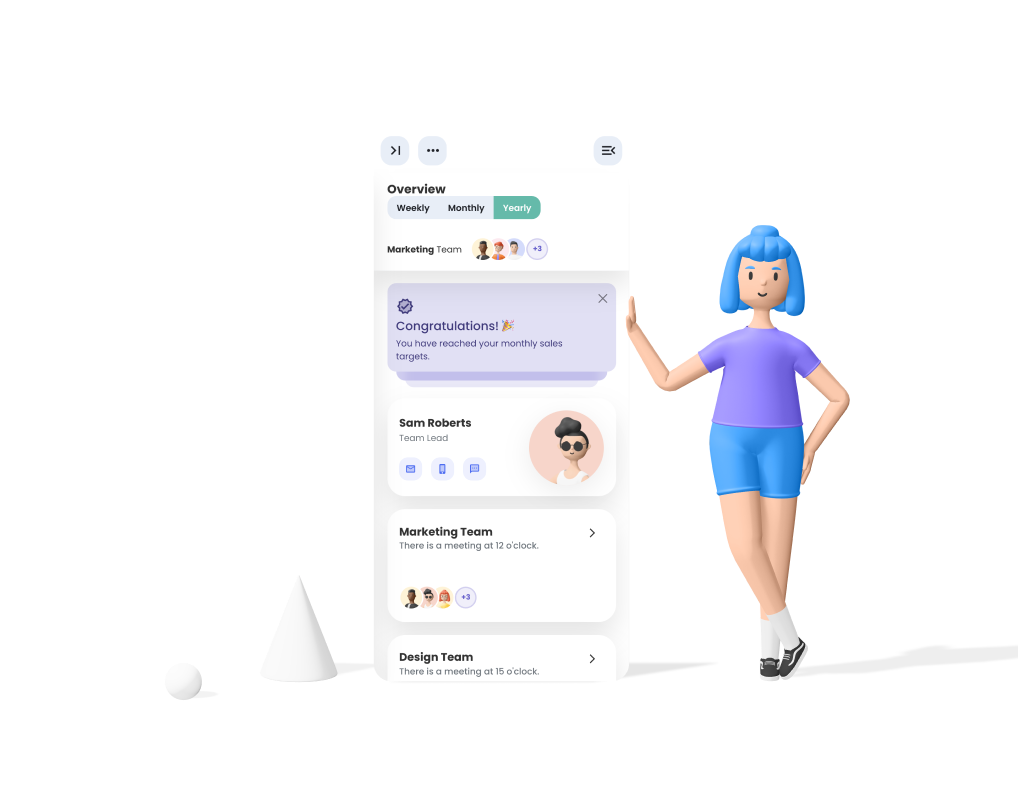 Overview
Weekly Monthly Yearly
Marketing Team +3
Congratulations! 🎉
You have reached your monthly sales
targets.
Sam Roberts
Team Lead
Marketing Team
There is a meeting at 12 o'clock.
+3
Design Team
There is a meeting at 15 o'clock.